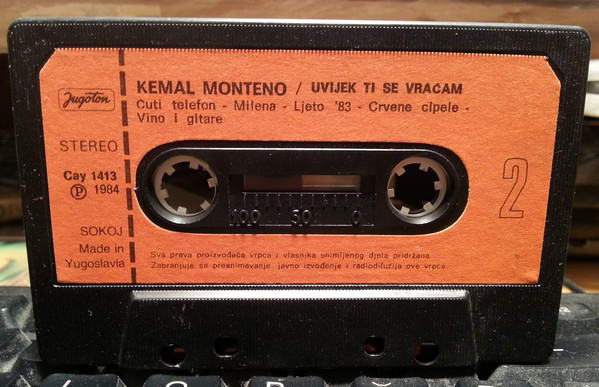 KEMAL MONTENO / UVIJEK TI SE VRAĆAM
Cuti telefon - Milena - Ljeto '83 - Crvene cipele -
Vino i gitare
Jugoton
STEREO
Cay 1413
Ⓟ 1984
SOKOJ
Made in
Yugoslavia
2
100 50 0
Sva prava proizvođača vrpca i vlasnika snimljenog djela pridržana.
Zabranjuje se presnimavanje, javno izvođenje i radiodifuzija ove vrpce.